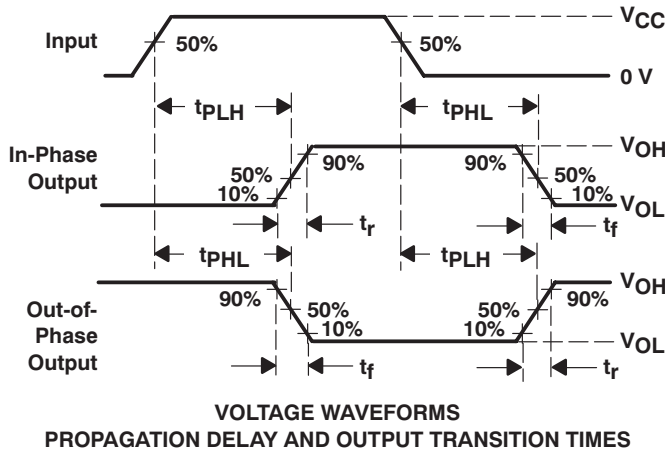 Input
50%
50%
VCC
0 V
tPLH
tPHL
In-Phase
Output
50%
10%
90%
90%
50%
10%
VOH
VOL
tr
tf
tPHL
tPLH
Out-of-
Phase
Output
90%
50%
10%
50%
10%
90%
VOH
VOL
tf
tr
VOLTAGE WAVEFORMS
PROPAGATION DELAY AND OUTPUT TRANSITION TIMES